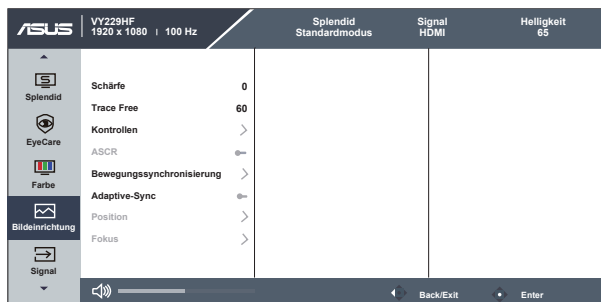 ASUS
VY229HF
1920 x 1080 | 100 Hz
Splendid
Standardmodus
Signal
HDMI
Helligkeit
65
Splendid
EyeCare
Farbe
Bildeinrichtung
Signal
Schärfe 0
Trace Free 60
Kontrollen
ASCR
Bewegungssynchronisierung
Adaptive-Sync
Position
Fokus
Back/Exit
Enter